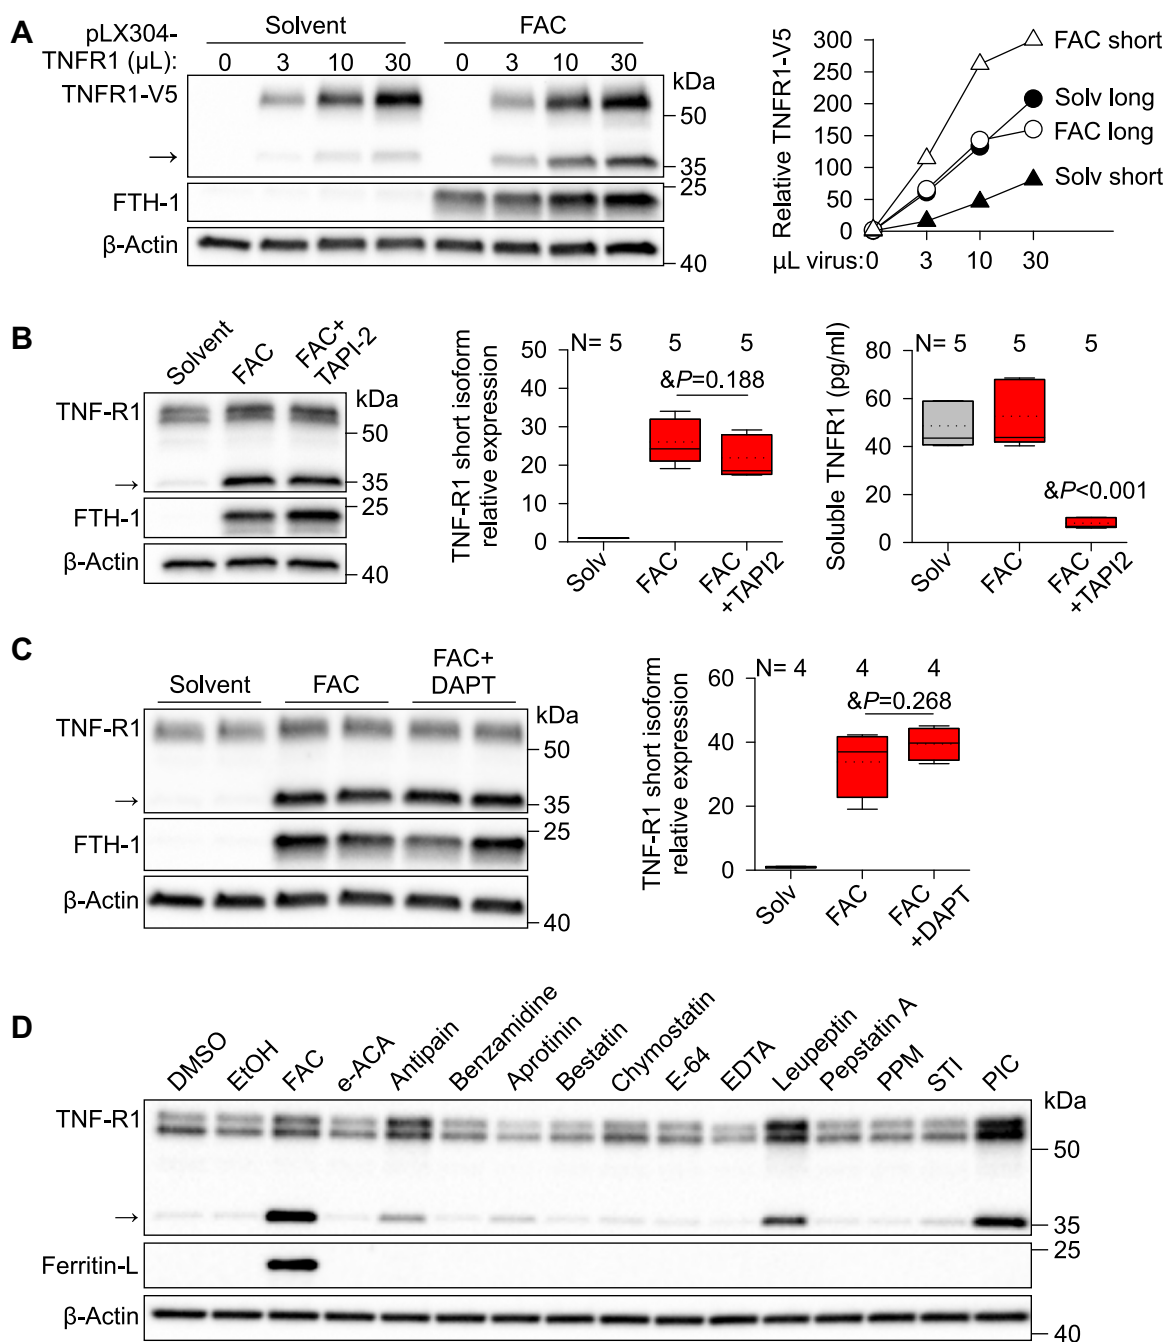 A
pLX304-
TNFR1 (µL):
Solvent
FAC
0 3 10 30 0 3 10 30
kDa
TNFR1-V5
50
→
35
25
FTH-1
β-Actin
40
Relative TNFR1-V5
300
250
200
150
100
50
0
FAC short
Solv long
FAC long
Solv short
µL virus: 0 3 10 30
B
Solvent
FAC
FAC+
TAPI-2
kDa
TNF-R1
50
→
35
25
FTH-1
β-Actin
40
TNF-R1 short isoform
relative expression
N= 5 5 5
&P=0.188
50
40
30
20
10
0
Solv
FAC
FAC
+TAPI2
Soluble TNFR1 (pg/ml)
N= 5 5 5
&P<0.001
80
60
40
20
0
Solv
FAC
FAC
+TAPI2
C
Solvent
FAC
FAC+
DAPT
kDa
TNF-R1
50
→
35
25
FTH-1
β-Actin
40
TNF-R1 short isoform
relative expression
N= 4 4 4
&P=0.268
60
40
20
0
Solv
FAC
FAC
+DAPT
D
DMSO
EtOH
FAC
e-ACA
Antipain
Benzamidine
Aprotinin
Bestatin
Chymostatin
E-64
EDTA
Leupeptin
Pepstatin A
PPM
STI
PIC
kDa
TNF-R1
50
→
35
25
Ferritin-L
β-Actin
40